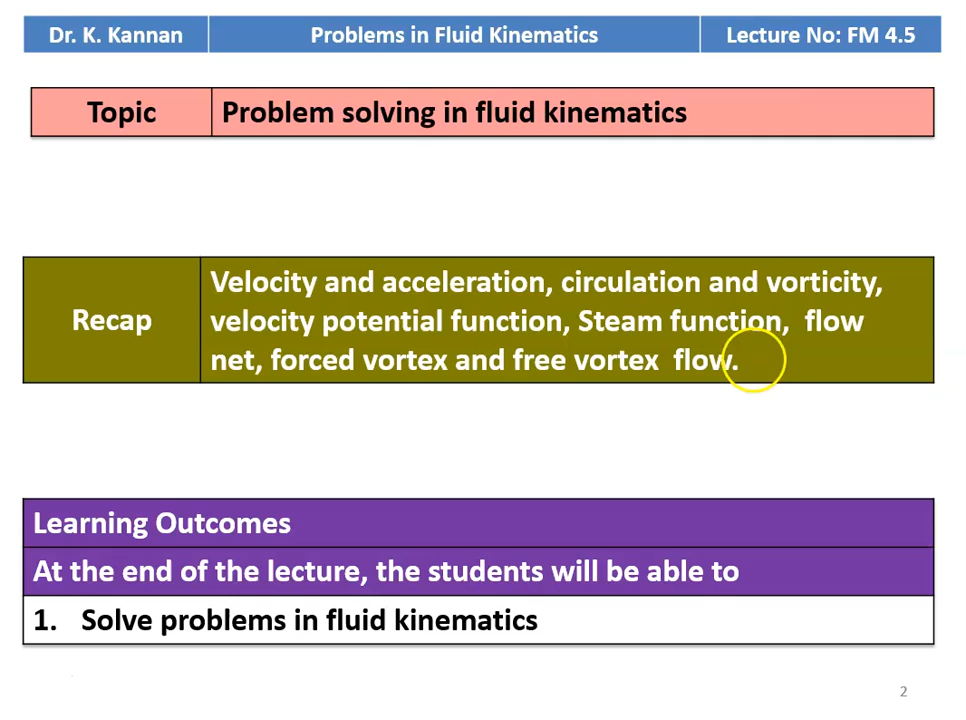 Dr. K. Kannan
Problems in Fluid Kinematics
Lecture No: FM 4.5
Topic
Problem solving in fluid kinematics
Recap
Velocity and acceleration, circulation and vorticity,
velocity potential function, Steam function, flow
net, forced vortex and free vortex flow.
Learning Outcomes
At the end of the lecture, the students will be able to
1. Solve problems in fluid kinematics
2